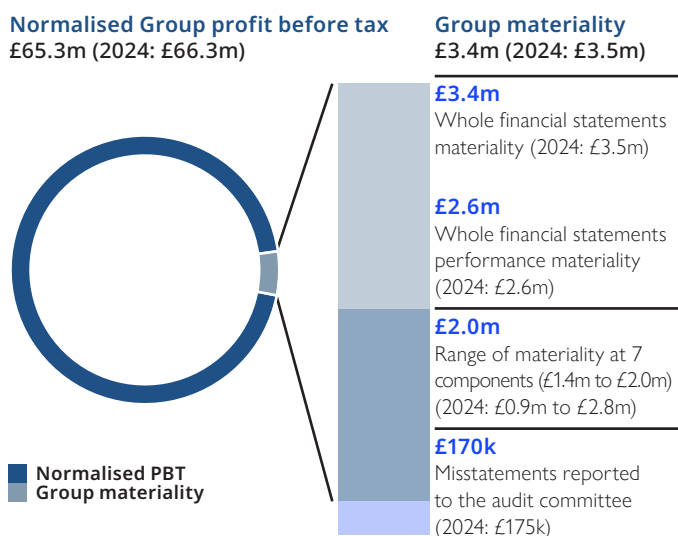 Normalised Group profit before tax
£65.3m (2024: £66.3m)
Group materiality
£3.4m (2024: £3.5m)
£3.4m
Whole financial statements
materiality (2024: £3.5m)
£2.6m
Whole financial statements
performance materiality
(2024: £2.6m)
£2.0m
Range of materiality at 7
components (£1.4m to £2.0m)
(2024: £0.9m to £2.8m)
£170k
Misstatements reported
to the audit committee
(2024: £175k)
Normalised PBT
Group materiality